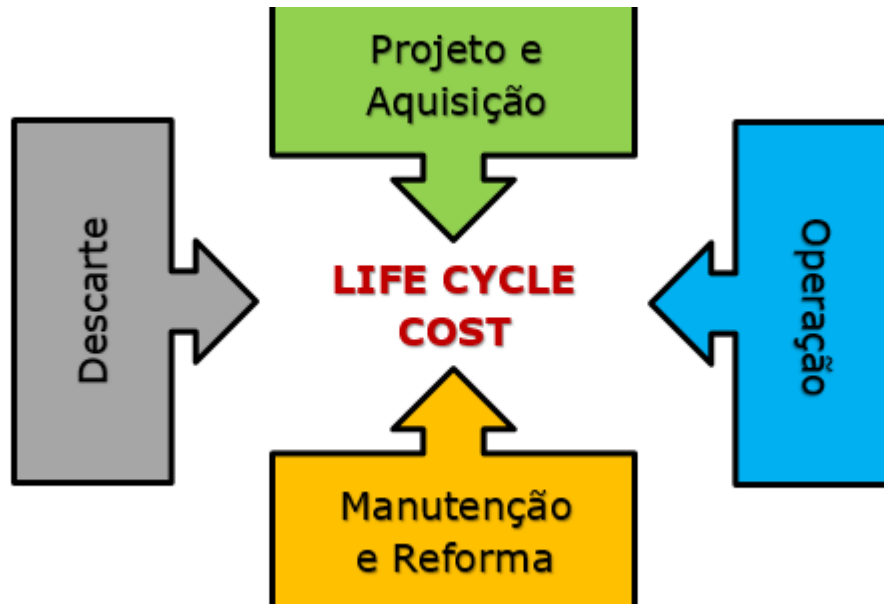 Projeto e
Aquisição
Descarte
LIFE CYCLE
COST
Operação
Manutenção
e Reforma